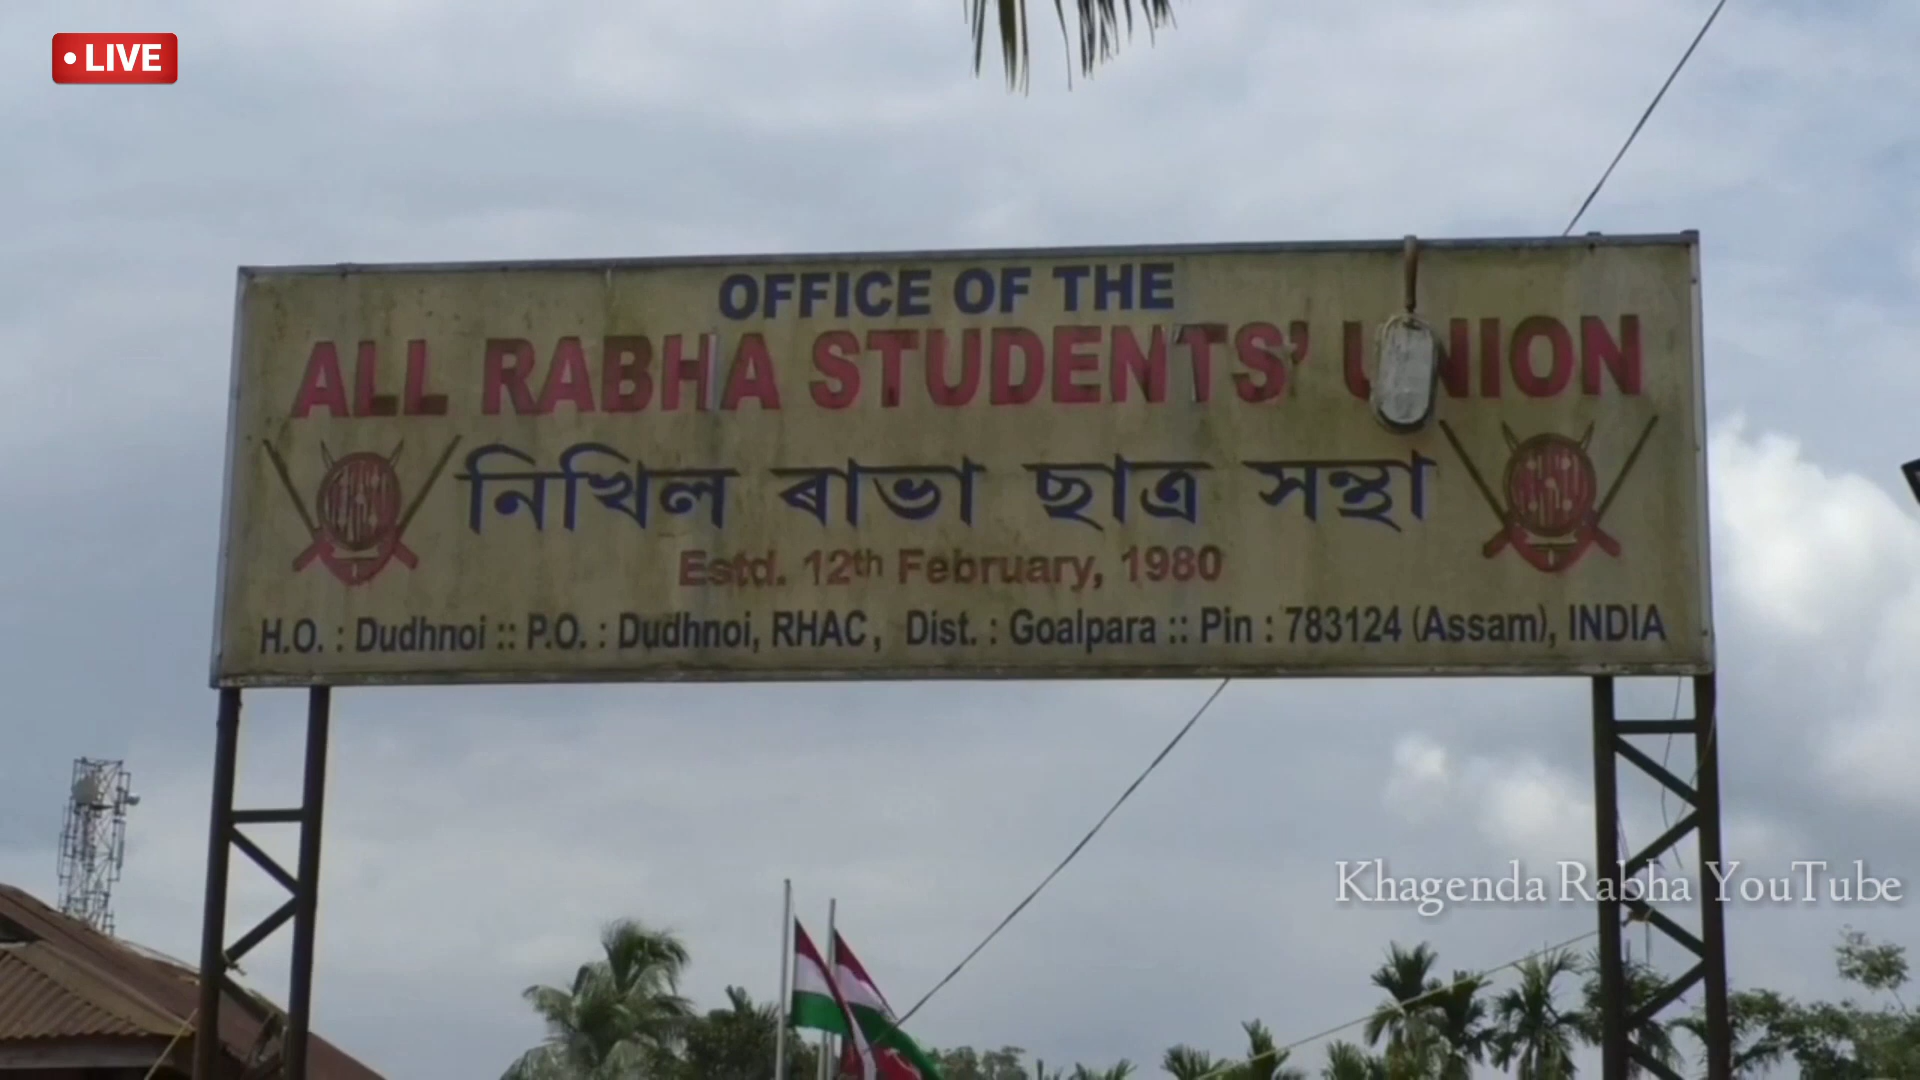 LIVE
OFFICE OF THE
ALL RABHA STUDENTS' UNION
নিখিল ৰাভা ছাত্ৰ সন্থা
Estd. 12th February, 1980
H.O. : Dudhnoi :: P.O. : Dudhnoi, RHAC, Dist. : Goalpara :: Pin : 783124 (Assam), INDIA
Khagenda Rabha YouTube